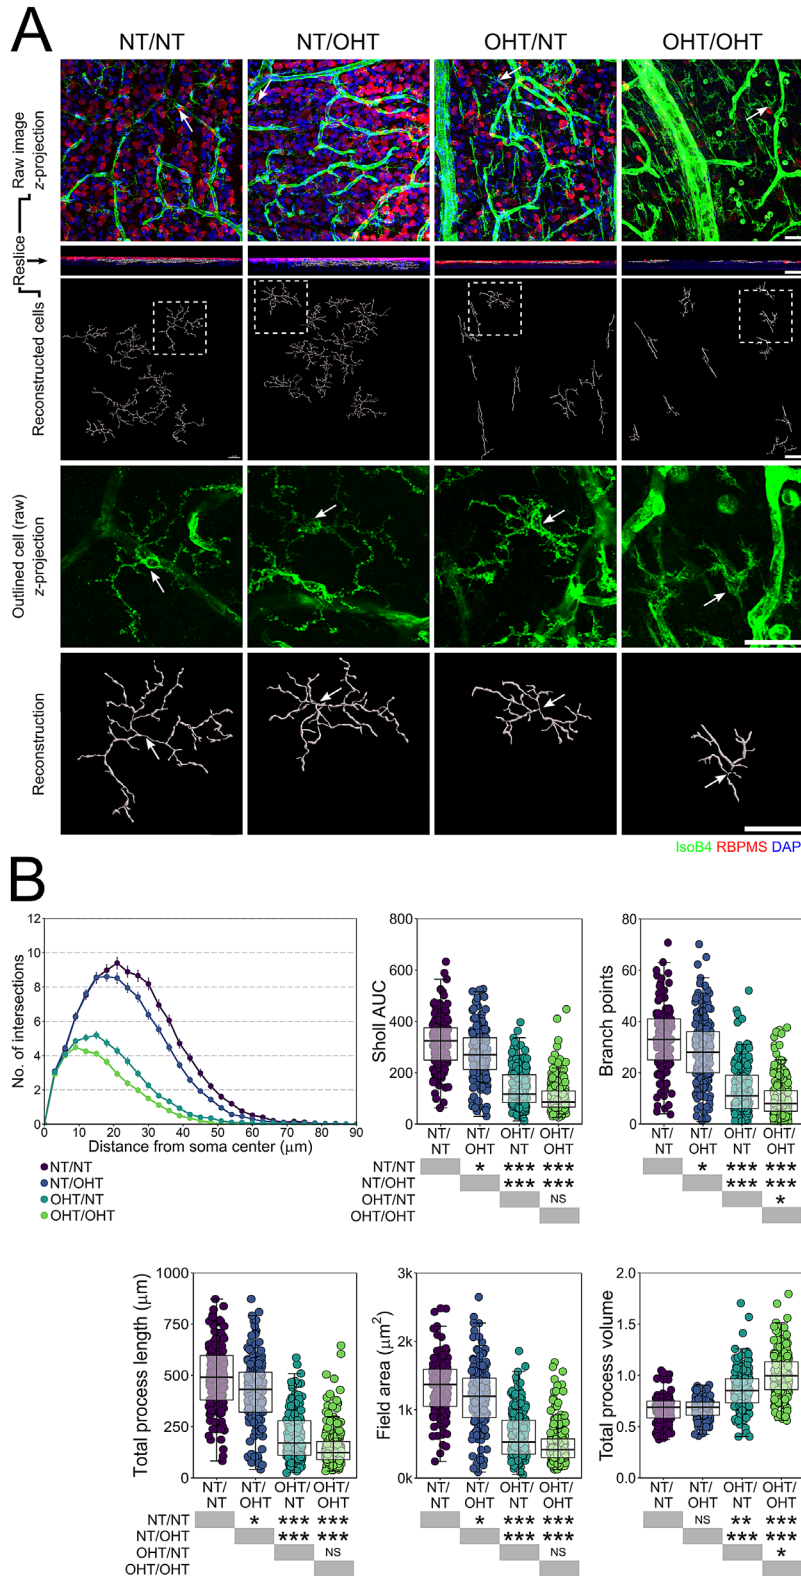 A
NT/NT NT/OHT OHT/NT OHT/OHT
Raw image
z-projection
Reslice
Reconstructed cells
Outlined cell (raw)
z-projection
Reconstruction
IsoB4 RBPMS DAP
B
12
10
8
6
4
2
0
No. of intersections
0 10 20 30 40 50 60 70 80 90
Distance from soma center (μm)
NT/NT
NT/OHT
OHT/NT
OHT/OHT
800
600
400
200
0
Sholl AUC
NT/ NT/ OHT/ OHT/
NT OHT NT OHT
NT/NT * *** ***
NT/OHT *** ***
OHT/NT NS
OHT/OHT
80
60
40
20
0
Branch points
NT/ NT/ OHT/ OHT/
NT OHT NT OHT
* *** ***
*** ***
*
1000
750
500
250
0
Total process length (μm)
NT/ NT/ OHT/ OHT/
NT OHT NT OHT
NT/NT * *** ***
NT/OHT *** ***
OHT/NT NS
OHT/OHT
3k
2k
1k
0k
Field area (μm²)
NT/ NT/ OHT/ OHT/
NT OHT NT OHT
* *** ***
*** ***
NS
2.0
1.5
1.0
0.5
0.0
Total process volume
NT/ NT/ OHT/ OHT/
NT OHT NT OHT
NS ** ***
*** ***
*